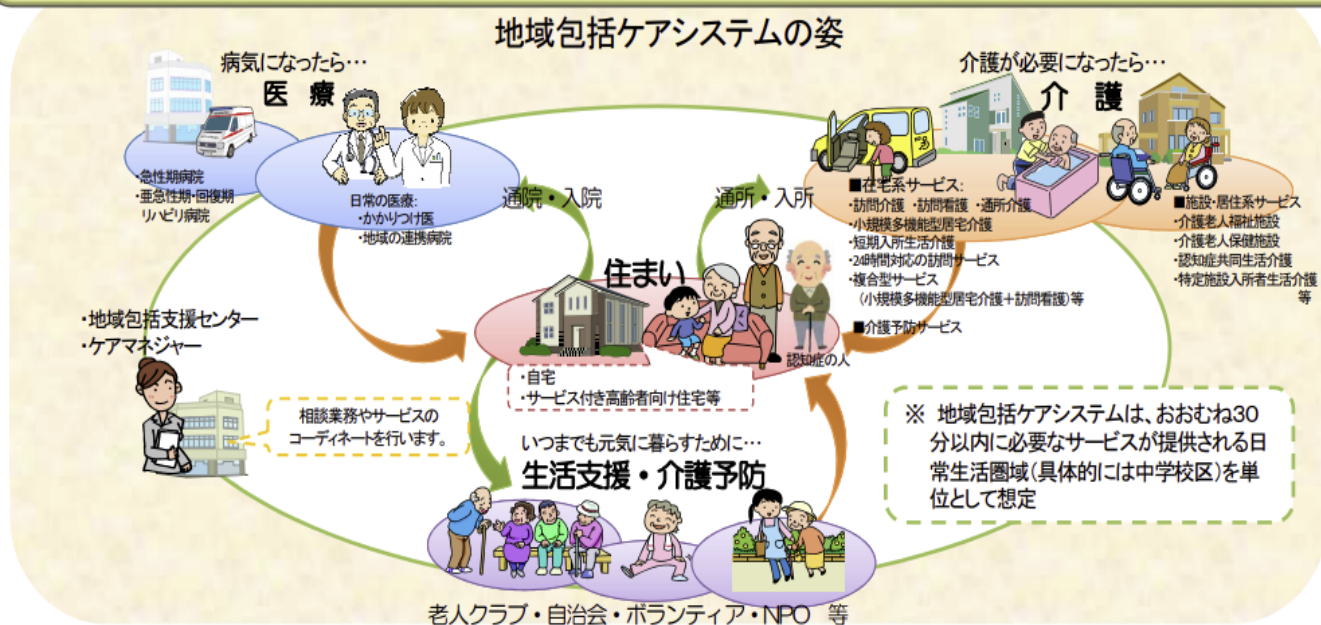 地域包括ケアシステムの姿
病気になったら…
医 療
・急性期病院
・亜急性期・回復期
リハビリ病院
日常の医療:
・かかりつけ医
・地域の連携病院
通院・入院
通所・入所
介護が必要になったら…
介 護
■在宅系サービス:
・訪問介護 ・訪問看護 ・通所介護
・小規模多機能型居宅介護
・短期入所生活介護
・24時間対応の訪問サービス
・複合型サービス
（小規模多機能型居宅介護＋訪問看護）等
■介護予防サービス
■施設・居住系サービス
・介護老人福祉施設
・介護老人保健施設
・認知症共同生活介護
・特定施設入所者生活介護
等
住まい
認知症の人
・自宅
・サービス付き高齢者向け住宅等
・地域包括支援センター
・ケアマネジャー
相談業務やサービスの
コーディネートを行います。
いつまでも元気に暮らすために…
生活支援・介護予防
老人クラブ・自治会・ボランティア・NPO 等
※ 地域包括ケアシステムは、おおむね30
分以内に必要なサービスが提供される日
常生活圏域（具体的には中学校区）を単
位として想定